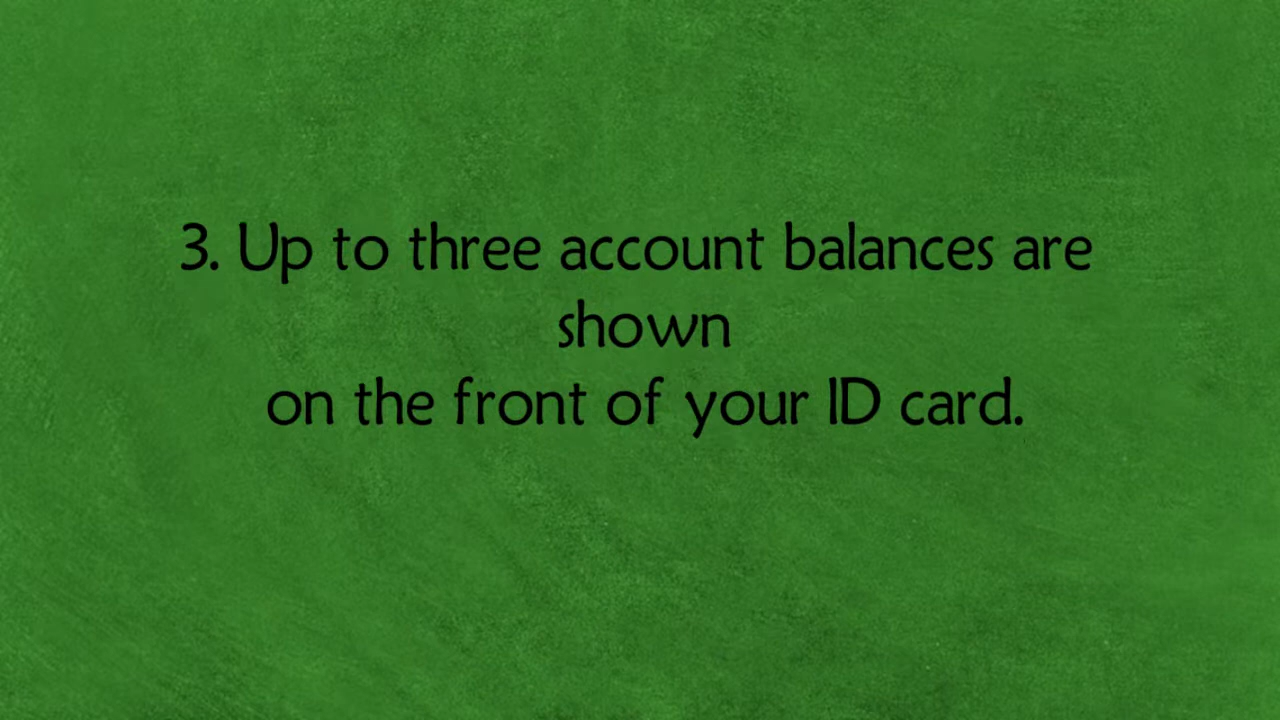 3. Up to three account balances are
shown
on the front of your ID card.